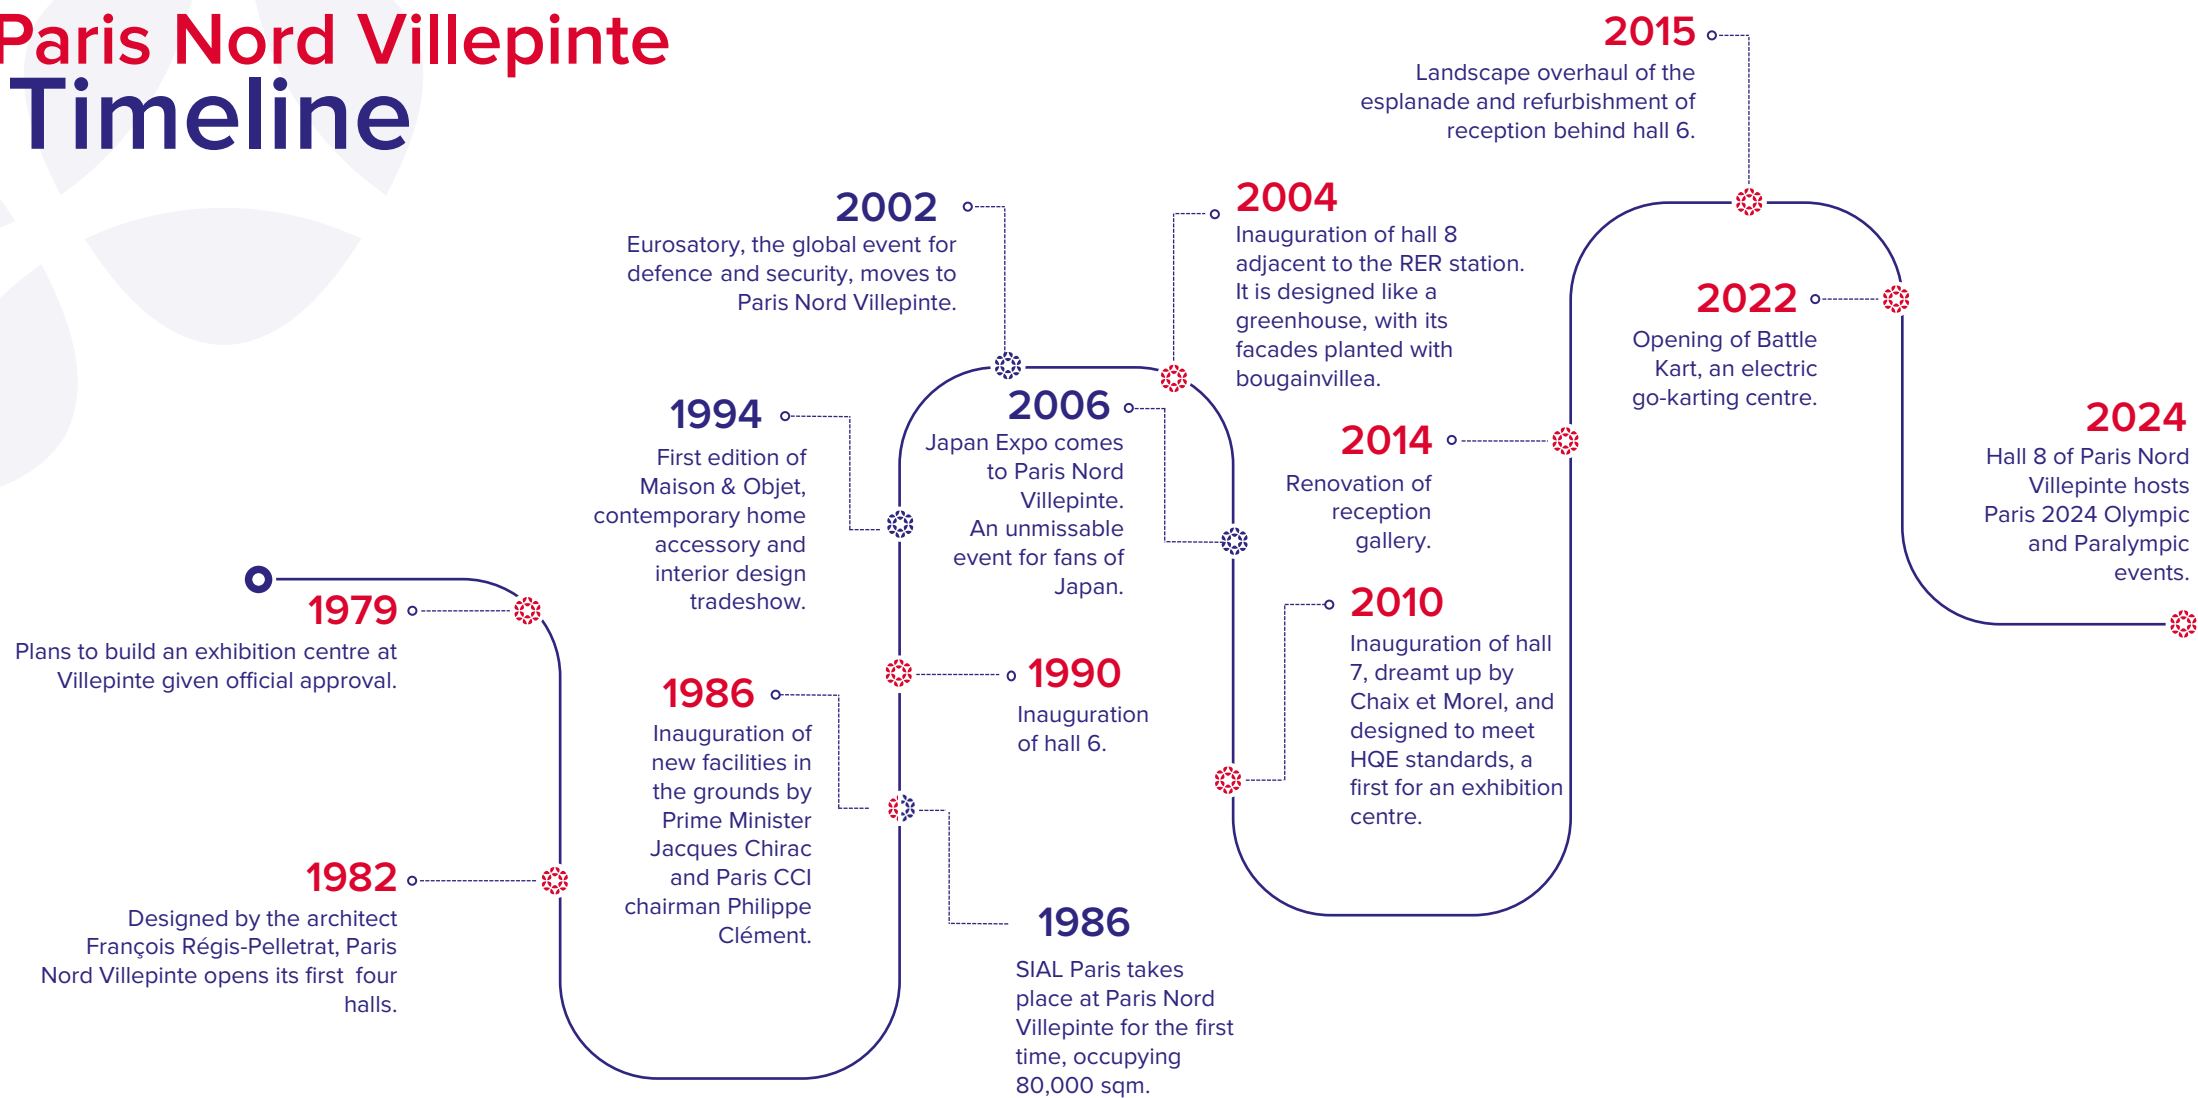 Paris Nord Villepinte
Timeline
1979
Plans to build an exhibition centre at
Villepinte given official approval.
1982
Designed by the architect
François Régis-Pelletrat, Paris
Nord Villepinte opens its first four
halls.
1986
Inauguration of
new facilities in
the grounds by
Prime Minister
Jacques Chirac
and Paris CCI
chairman Philippe
Clément.
1986
SIAL Paris takes
place at Paris Nord
Villepinte for the first
time, occupying
80,000 sqm.
1990
Inauguration
of hall 6.
1994
First edition of
Maison & Objet,
contemporary home
accessory and
interior design
tradeshow.
2002
Eurosatory, the global event for
defence and security, moves to
Paris Nord Villepinte.
2004
Inauguration of hall 8
adjacent to the RER station.
It is designed like a
greenhouse, with its
facades planted with
bougainvillea.
2006
Japan Expo comes
to Paris Nord
Villepinte.
An unmissable
event for fans of
Japan.
2010
Inauguration of hall
7, dreamt up by
Chaix et Morel, and
designed to meet
HQE standards, a
first for an exhibition
centre.
2014
Renovation of
reception
gallery.
2015
Landscape overhaul of the
esplanade and refurbishment of
reception behind hall 6.
2022
Opening of Battle
Kart, an electric
go-karting centre.
2024
Hall 8 of Paris Nord
Villepinte hosts
Paris 2024 Olympic
and Paralympic
events.